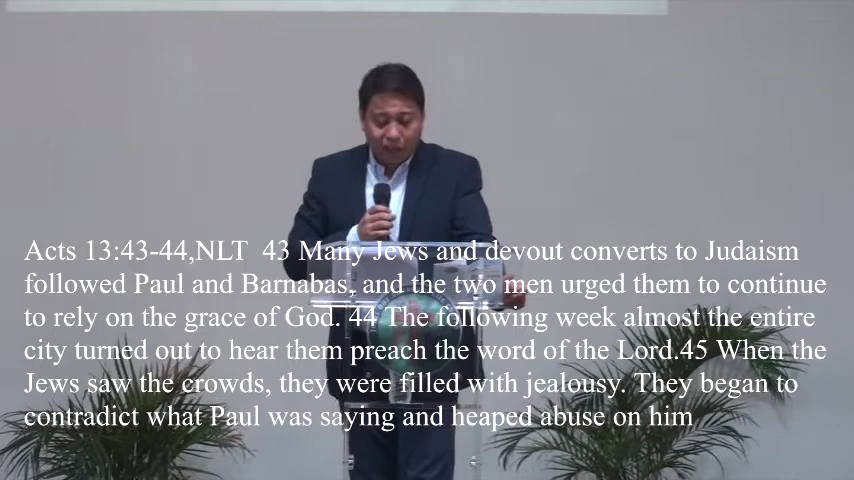 Acts 13:43-44,NLT  43 Many Jews and devout converts to Judaism
followed Paul and Barnabas, and the two men urged them to continue
to rely on the grace of God. 44 The following week almost the entire
city turned out to hear them preach the word of the Lord.45 When the
Jews saw the crowds, they were filled with jealousy. They began to
contradict what Paul was saying and heaped abuse on him